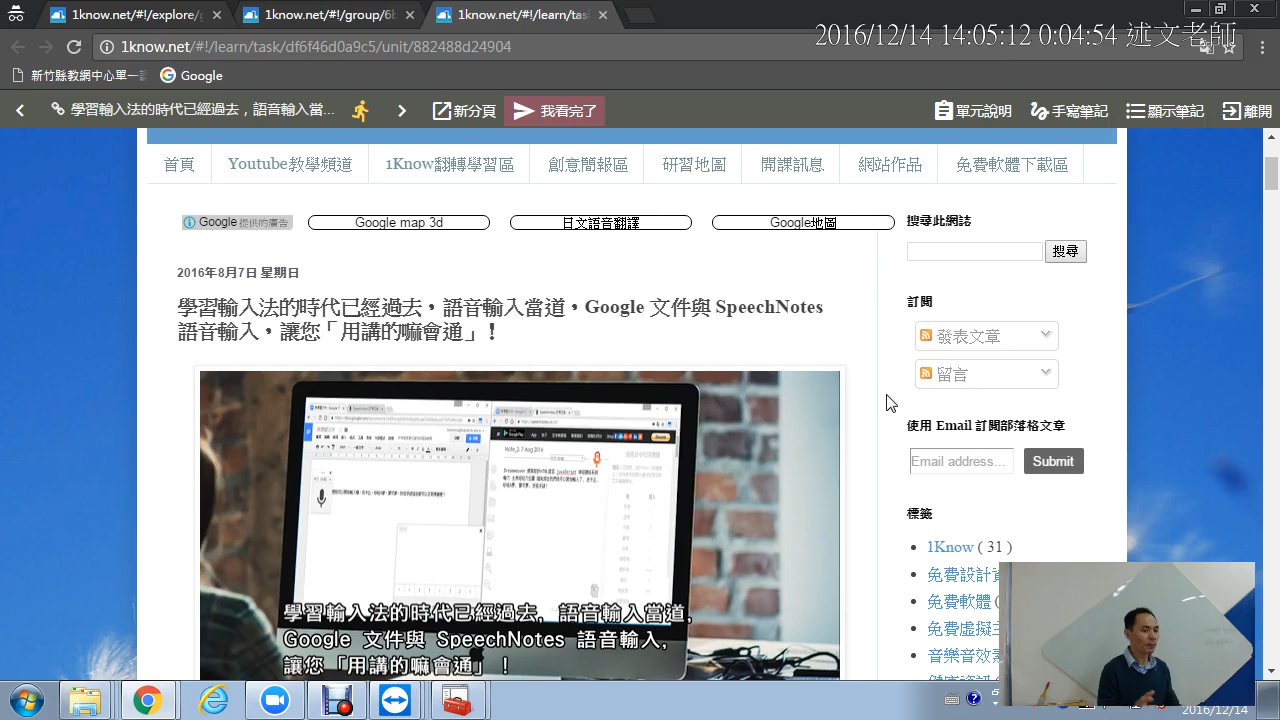 1know.net/#!/explore/g
1know.net/#!/group/6b
1know.net/#!/learn/tas
2016/12/14 14:05:12 0:04:54 述文老師
1know.net/#!/learn/task/df6f46d0a9c5/unit/882488d24904
新竹縣教網中心單一
Google
學習輸入法的時代已經過去，語音輸入當...
新分頁
我看完了
顯示說明
手寫筆記
顯示筆記
離開
首頁
Youtube教學頻道
1Know翻轉學習區
創意簡報區
研習地圖
開課訊息
網站作品
免費軟體下載區
Google 提供的廣告
Google map 3d
日文語音翻譯
Google地圖
搜尋此網誌
搜尋
2016年8月7日 星期日
學習輸入法的時代已經過去，語音輸入當道，Google 文件與 SpeechNotes
語音輸入，讓您「用講的嘛會通」！
訂閱
發表文章
留言
使用 Email 訂閱部落格文章
Email address...
Submit
標籤
1Know ( 31 )
免費設計
免費軟體 (
免費虛擬
音樂音效
Note_2, 7 Aug 2016
學習輸入法的時代已經過去, 語音輸入當道,
Google 文件與 SpeechNotes 語音輸入,
讓您「用講的嘛會通」!
2016/12/14